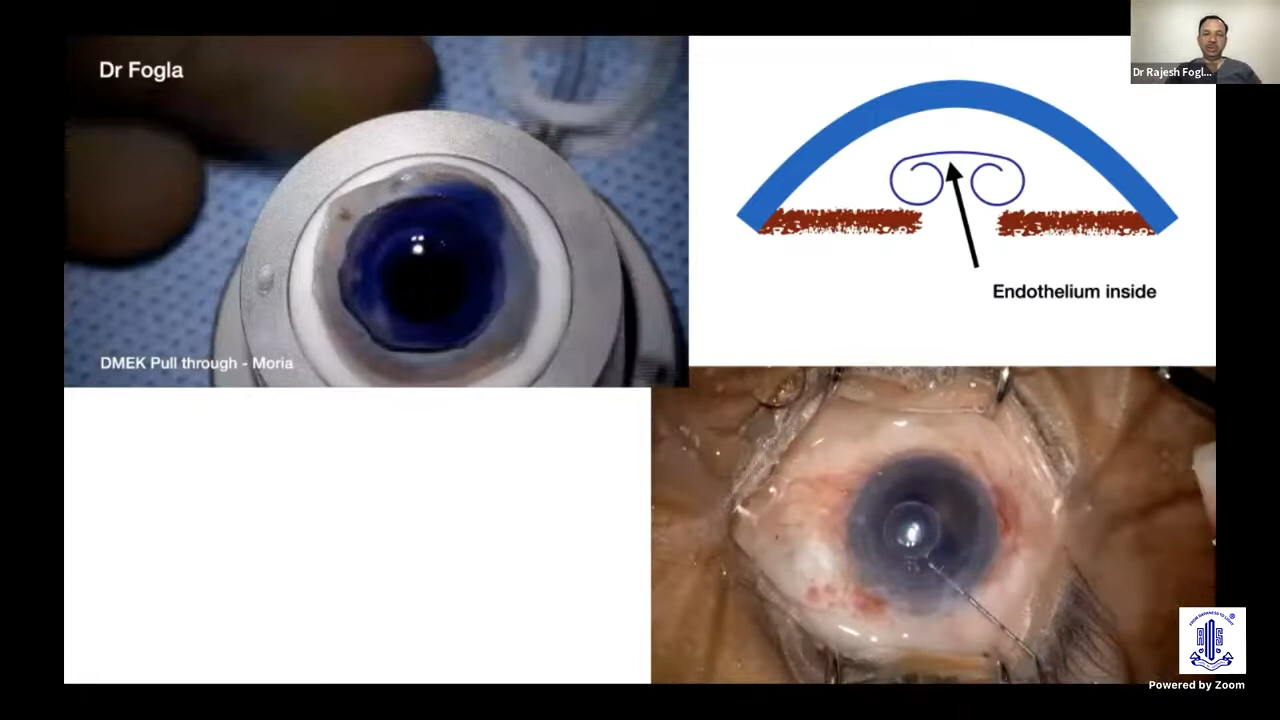 Dr Fogla
DMEK Pull through - Moria
Endothelium inside
Dr Rajesh Fogl...
Powered by Zoom